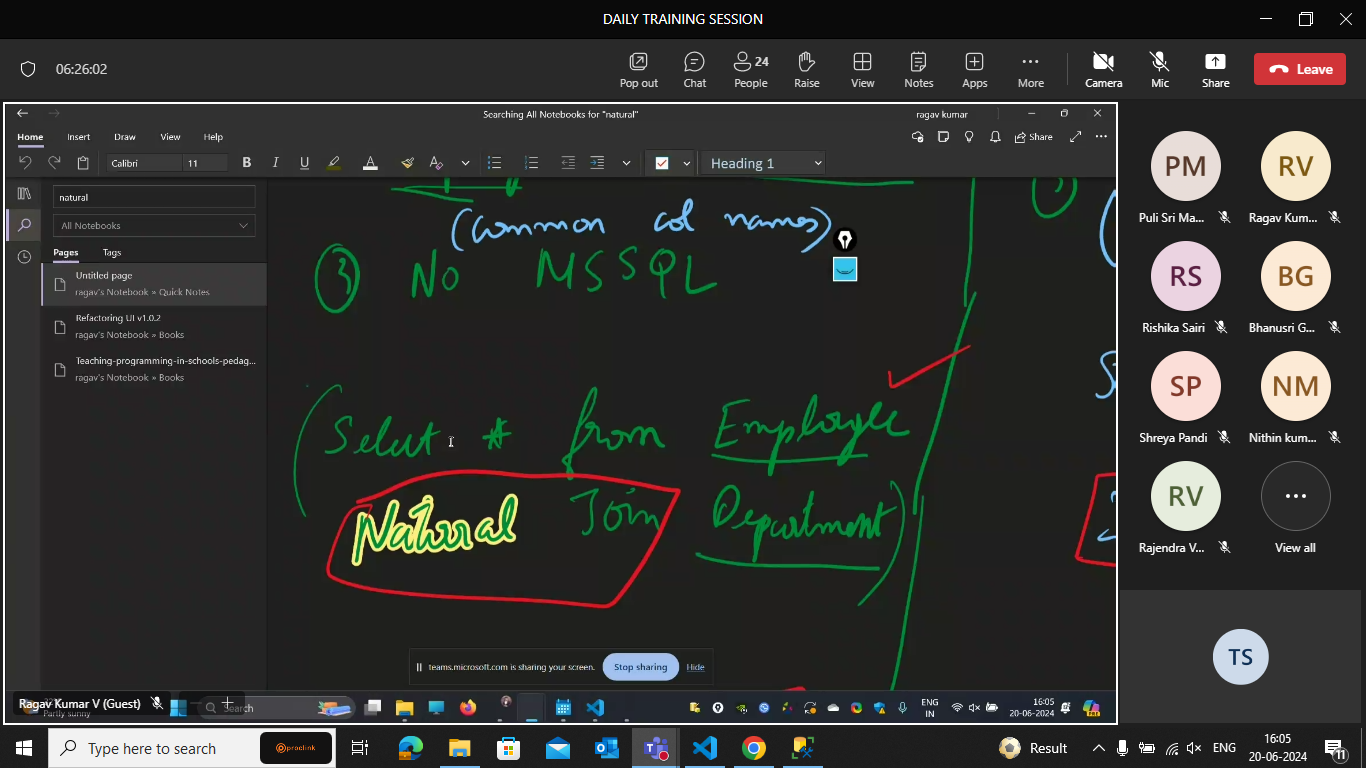 DAILY TRAINING SESSION
06:26:02
Pop out
Chat
24
People
Raise
View
Notes
Apps
More
Camera
Mic
Share
Leave
Searching All Notebooks for "natural"
ragav kumar
Home
Insert
Draw
View
Help
Share
Calibri
11
B
I
U
A
A
Heading 1
natural
All Notebooks
Pages
Tags
Untitled page
ragav's Notebook » Quick Notes
Refactoring UI v1.0.2
ragav's Notebook » Books
Teaching-programming-in-schools-pedag...
ragav's Notebook » Books
(Common col names)
3 No MSSQL
(Select * from Employee
Natural Join Department)
teams.microsoft.com is sharing your screen.
Stop sharing
Hide
Ragav Kumar V (Guest)
Partly sunny
Search
ENG
IN
16:05
20-06-2024
PM
Puli Sri Ma...
RV
Ragav Kum...
RS
Rishika Sairi
BG
Bhanusri G...
SP
Shreya Pandi
NM
Nithin kum...
RV
Rajendra V...
View all
TS
Type here to search
proclink
Result
ENG
16:05
20-06-2024
11